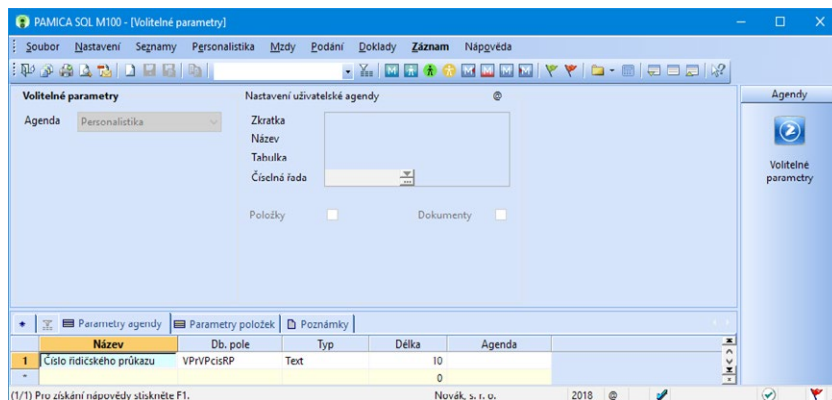 PAMICA SOL M100 - [Volitelné parametry]
Soubor Nastavení Seznamy Personalistika Mzdy Podání Doklady Záznam Nápověda
Volitelné parametry
Agenda Personalistika
Nastavení uživatelské agendy @
Zkratka
Název
Tabulka
Číselná řada
Položky Dokumenty
Agendy
Volitelné
parametry
Parametry agendy Parametry položek Poznámky
Název Db. pole Typ Délka Agenda
1 Číslo řidičského průkazu VPrVPcisRP Text 10
* 0
(1/1) Pro získání nápovědy stiskněte F1. Novák, s. r. o. 2018 @